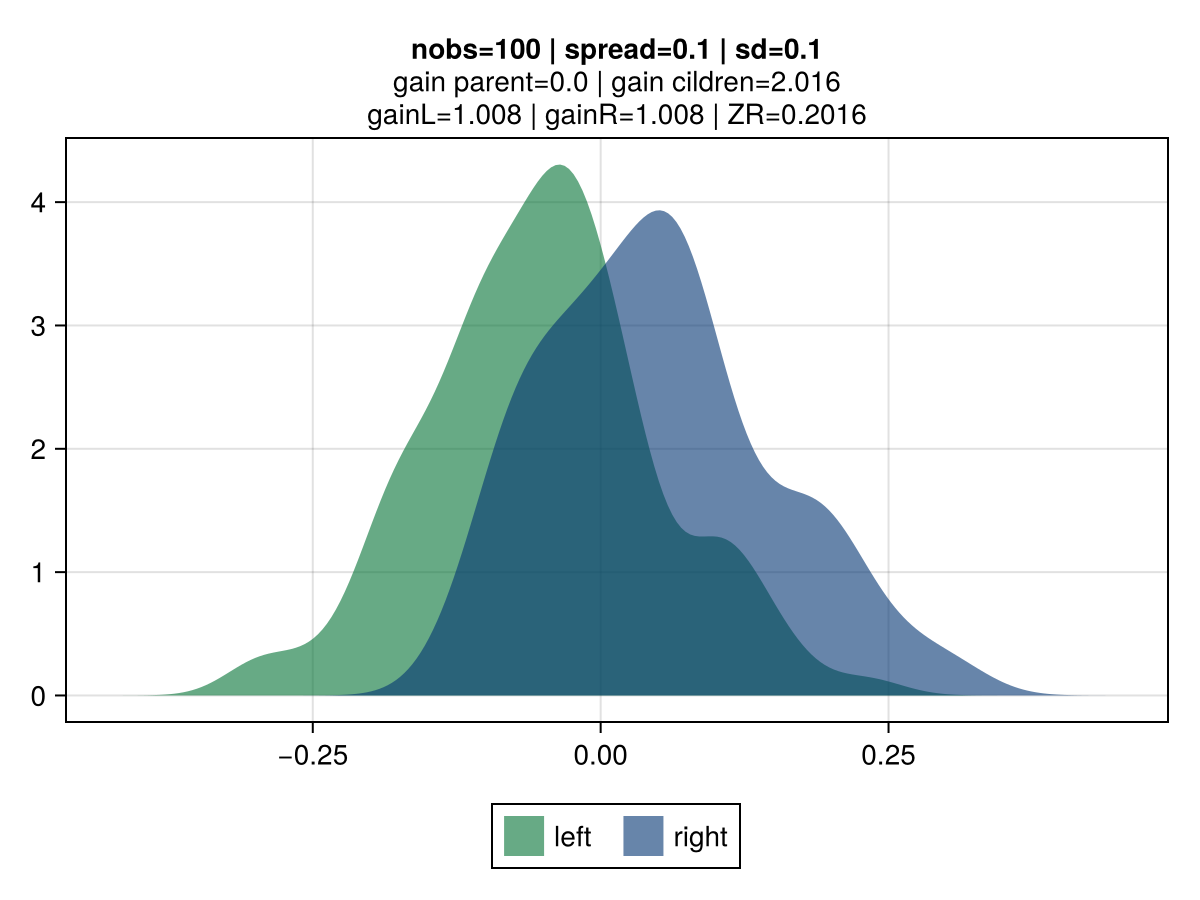 nobs=100 | spread=0.1 | sd=0.1
gain parent=0.0 | gain cildren=2.016
gainL=1.008 | gainR=1.008 | ZR=0.2016
4
3
2
1
0
−0.25
0.00
0.25
left
right